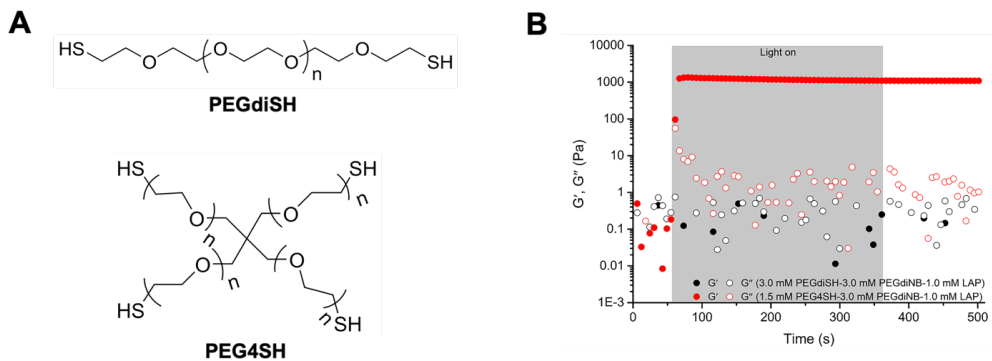 A
HS
O
O
O
O
n
SH
PEGdiSH
HS
SH
n
O
O
n
n
O
O
n
HS
SH
PEG4SH
B
Light on
10000
1000
100
10
1
0.1
0.01
1E-3
G′, G″ (Pa)
G′ G″ (3.0 mM PEGdiSH-3.0 mM PEGdiNB-1.0 mM LAP)
G′ G″ (1.5 mM PEG4SH-3.0 mM PEGdiNB-1.0 mM LAP)
0 100 200 300 400 500
Time (s)